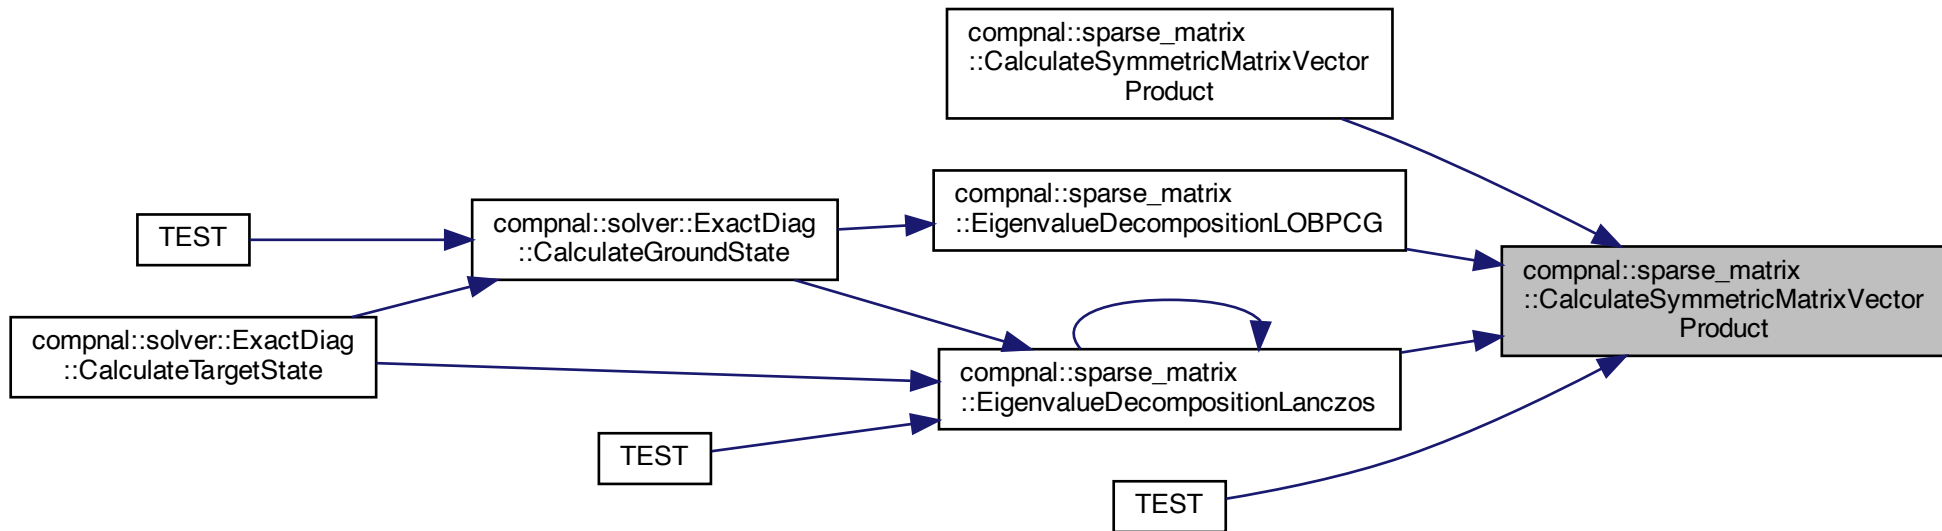 compnal::sparse_matrix
::CalculateSymmetricMatrixVector
Product
compnal::sparse_matrix
::EigenvalueDecompositionLOBPCG
compnal::solver::ExactDiag
::CalculateGroundState
TEST
compnal::sparse_matrix
::CalculateSymmetricMatrixVector
Product
compnal::solver::ExactDiag
::CalculateTargetState
compnal::sparse_matrix
::EigenvalueDecompositionLanczos
TEST
TEST